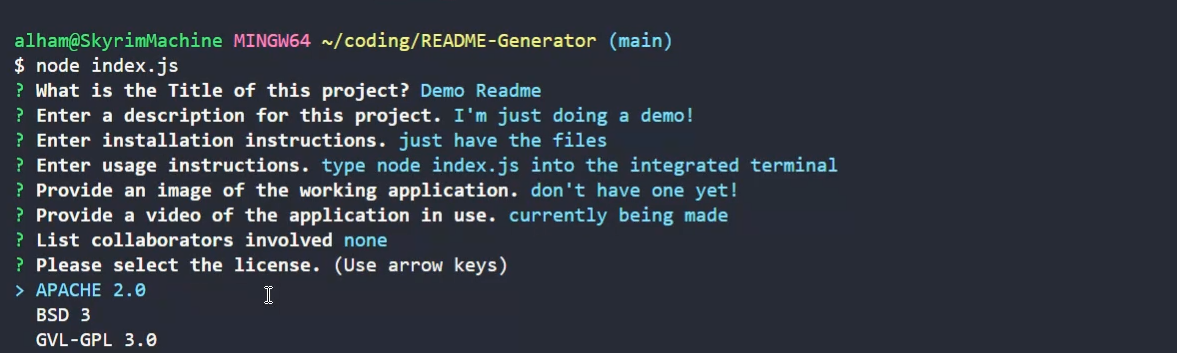 alham@SkyrimMachine MINGW64 ~/coding/README-Generator (main)
$ node index.js
? What is the Title of this project? Demo Readme
? Enter a description for this project. I'm just doing a demo!
? Enter installation instructions. just have the files
? Enter usage instructions. type node index.js into the integrated terminal
? Provide an image of the working application. don't have one yet!
? Provide a video of the application in use. currently being made
? List collaborators involved none
? Please select the license. (Use arrow keys)
> APACHE 2.0
BSD 3
GVL-GPL 3.0